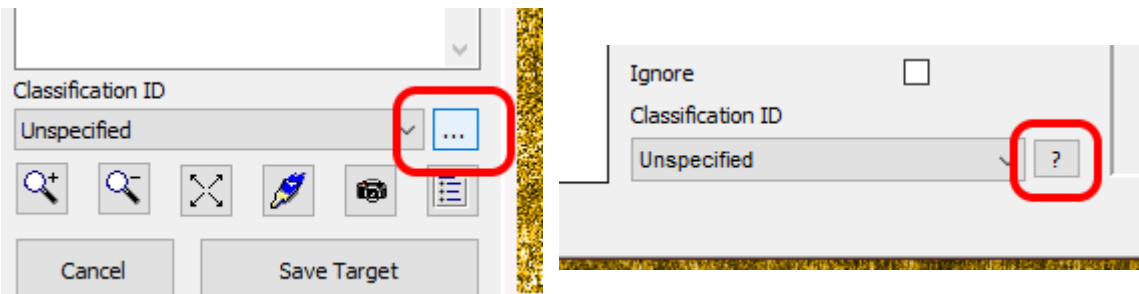 Classification ID
Unspecified
...
Cancel
Save Target
Ignore
Classification ID
Unspecified
?